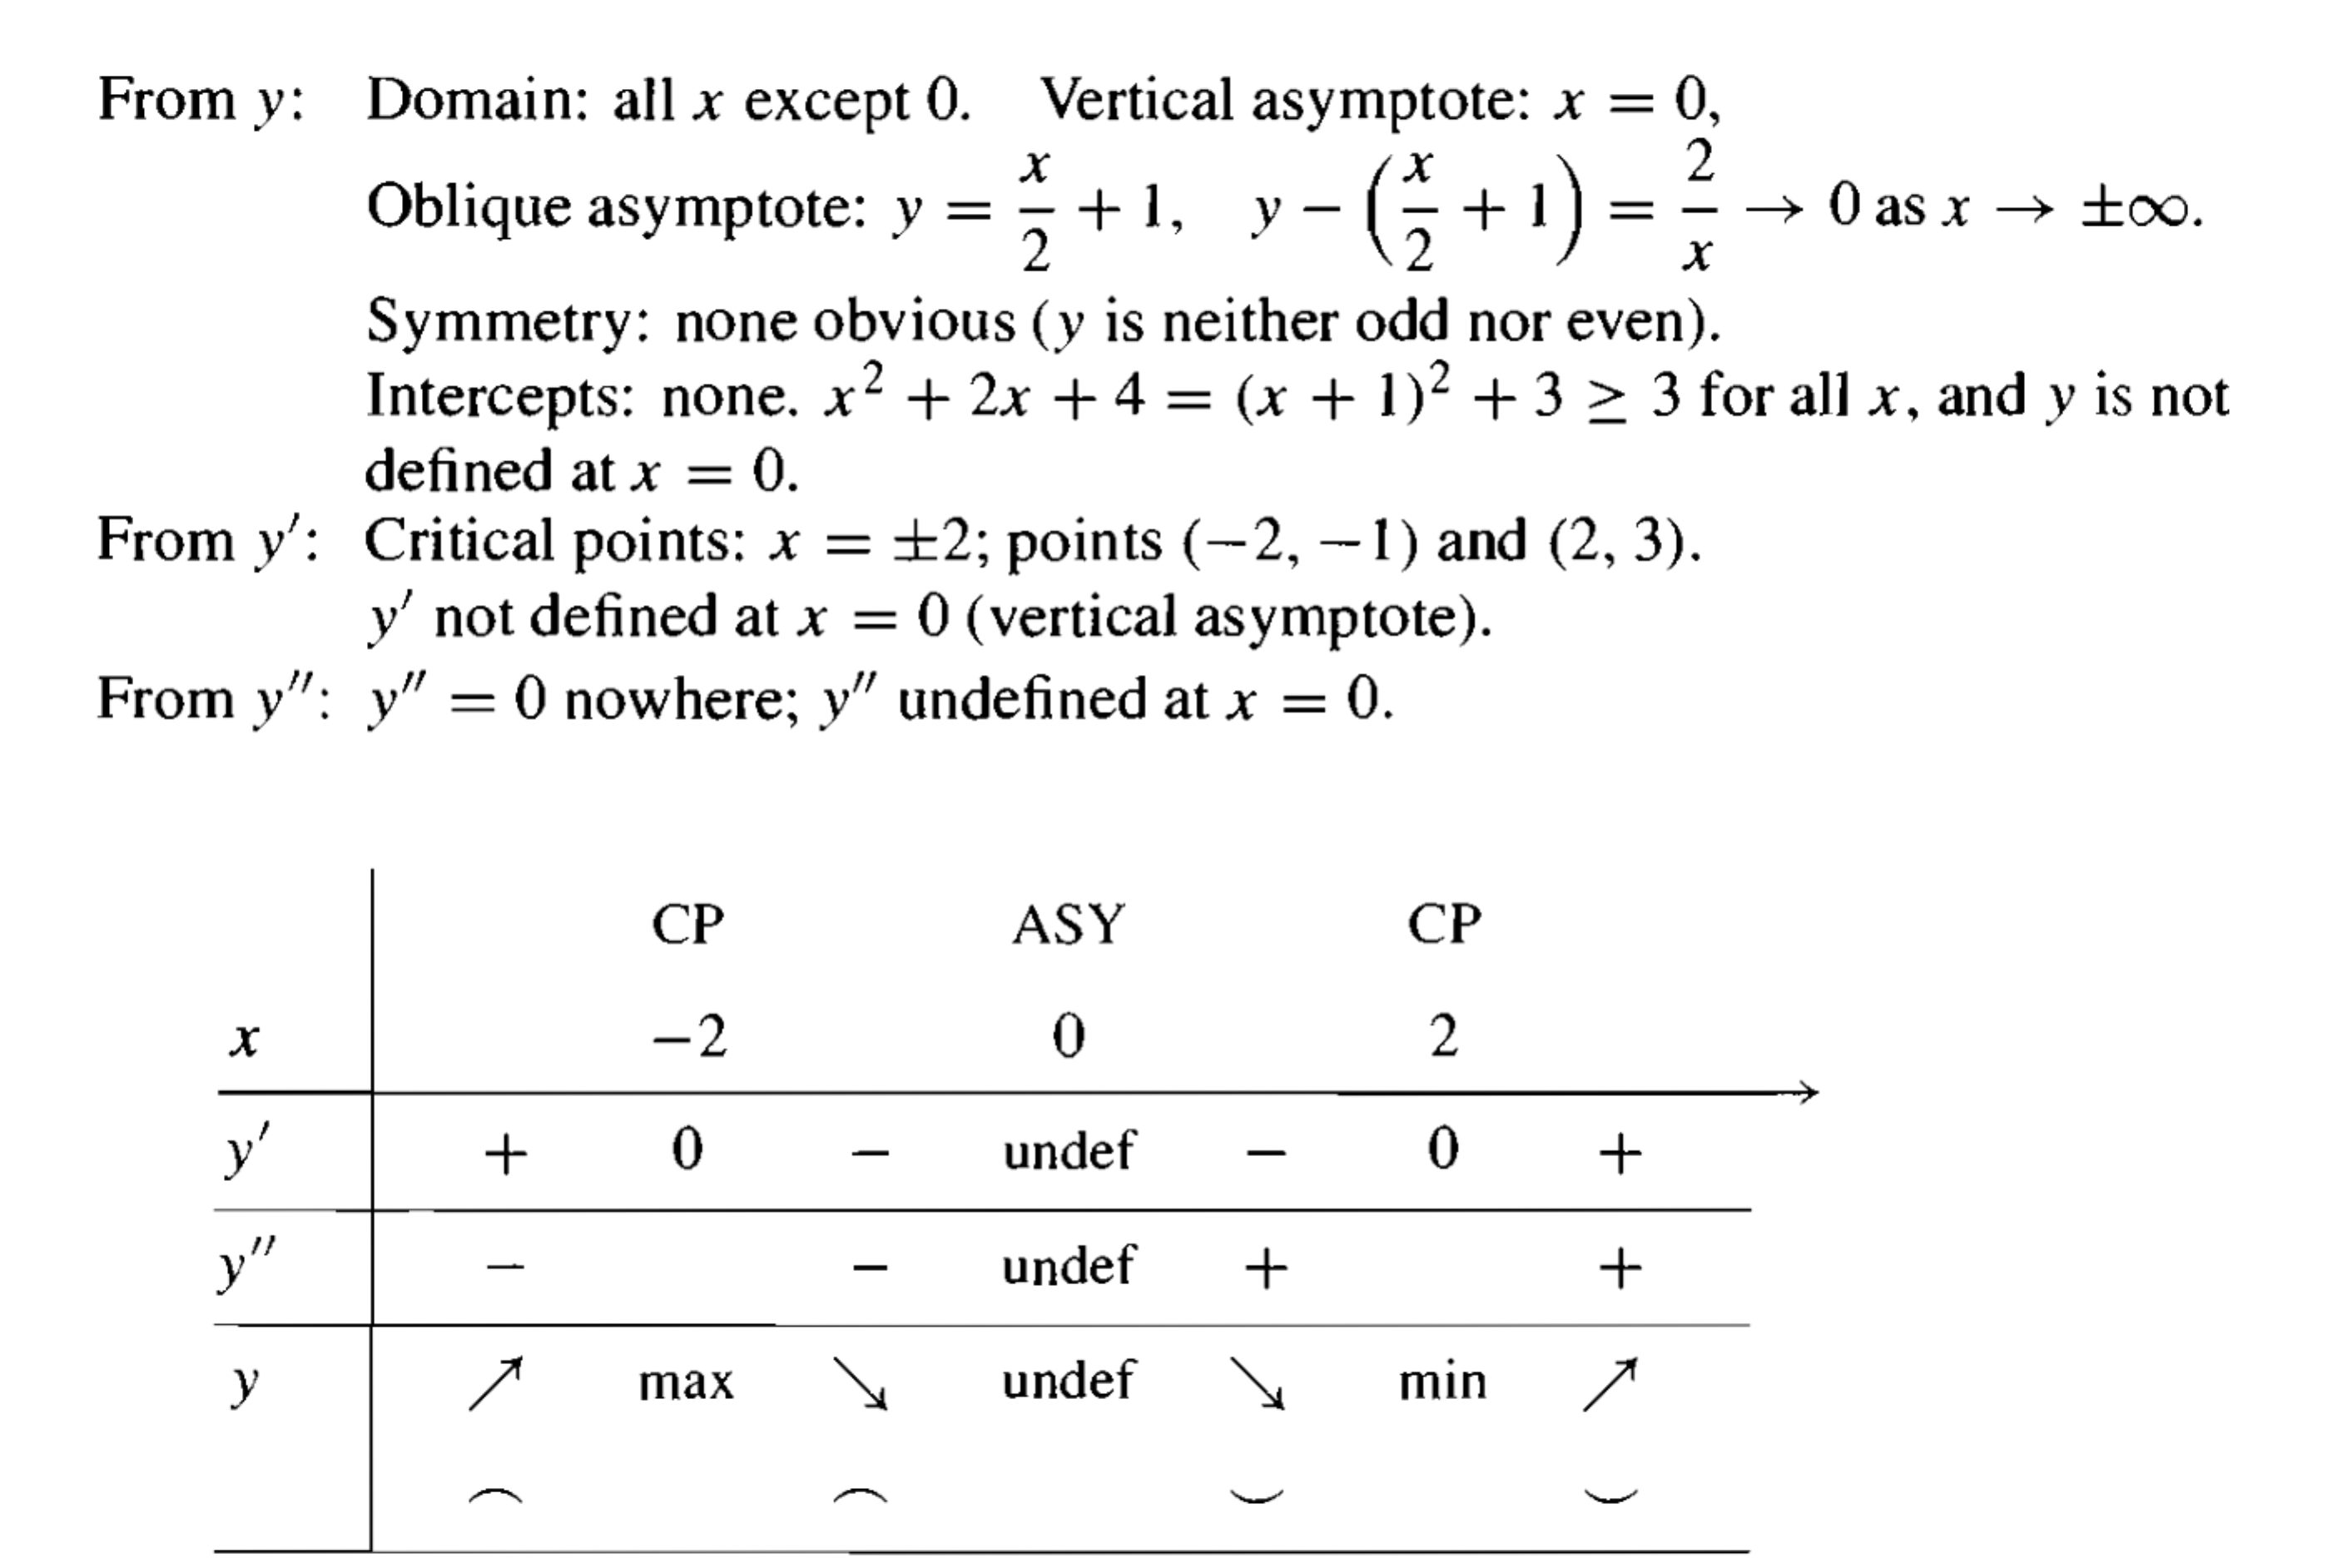 From y: Domain: all x except 0. Vertical asymptote: x = 0,
Oblique asymptote: y = x/2 + 1, y − (x/2 + 1) = 2/x → 0 as x → ±∞.
Symmetry: none obvious (y is neither odd nor even).
Intercepts: none. x² + 2x + 4 = (x + 1)² + 3 ≥ 3 for all x, and y is not
defined at x = 0.
From y′: Critical points: x = ±2; points (−2, −1) and (2, 3).
y′ not defined at x = 0 (vertical asymptote).
From y″: y″ = 0 nowhere; y″ undefined at x = 0.
CP ASY CP
x −2 0 2
y′ + 0 − undef − 0 +
y″ − − undef + +
y ↗ max ↘ undef ↘ min ↗
⌢ ⌢ ⌣ ⌣